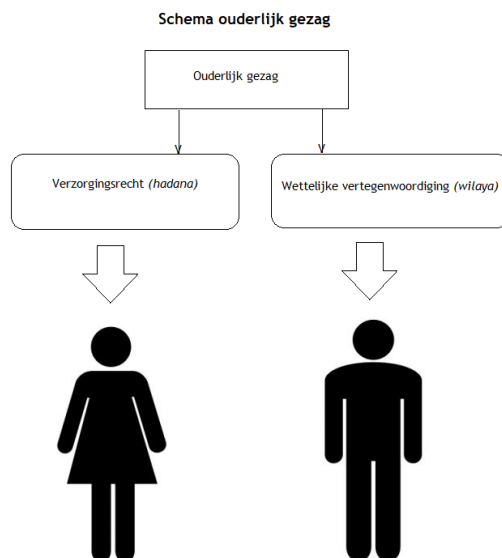 Schema ouderlijk gezag
Ouderlijk gezag
Verzorgingsrecht (hadana)
Wettelijke vertegenwoordiging (wilaya)